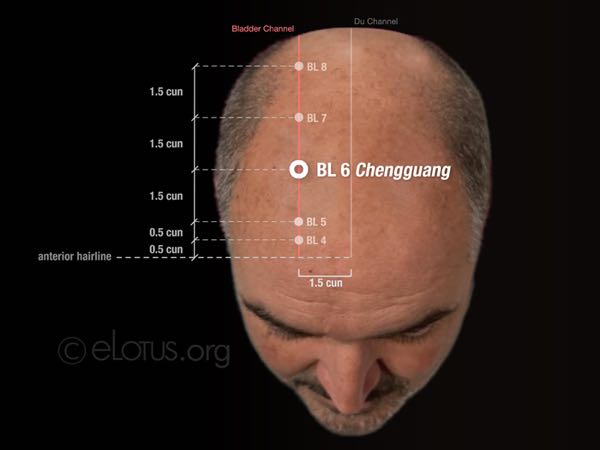 Bladder Channel
Du Channel
BL 8
1.5 cun
BL 7
1.5 cun
BL 6 Chengguang
1.5 cun
BL 5
0.5 cun
BL 4
0.5 cun
anterior hairline
1.5 cun
© eLotus.org